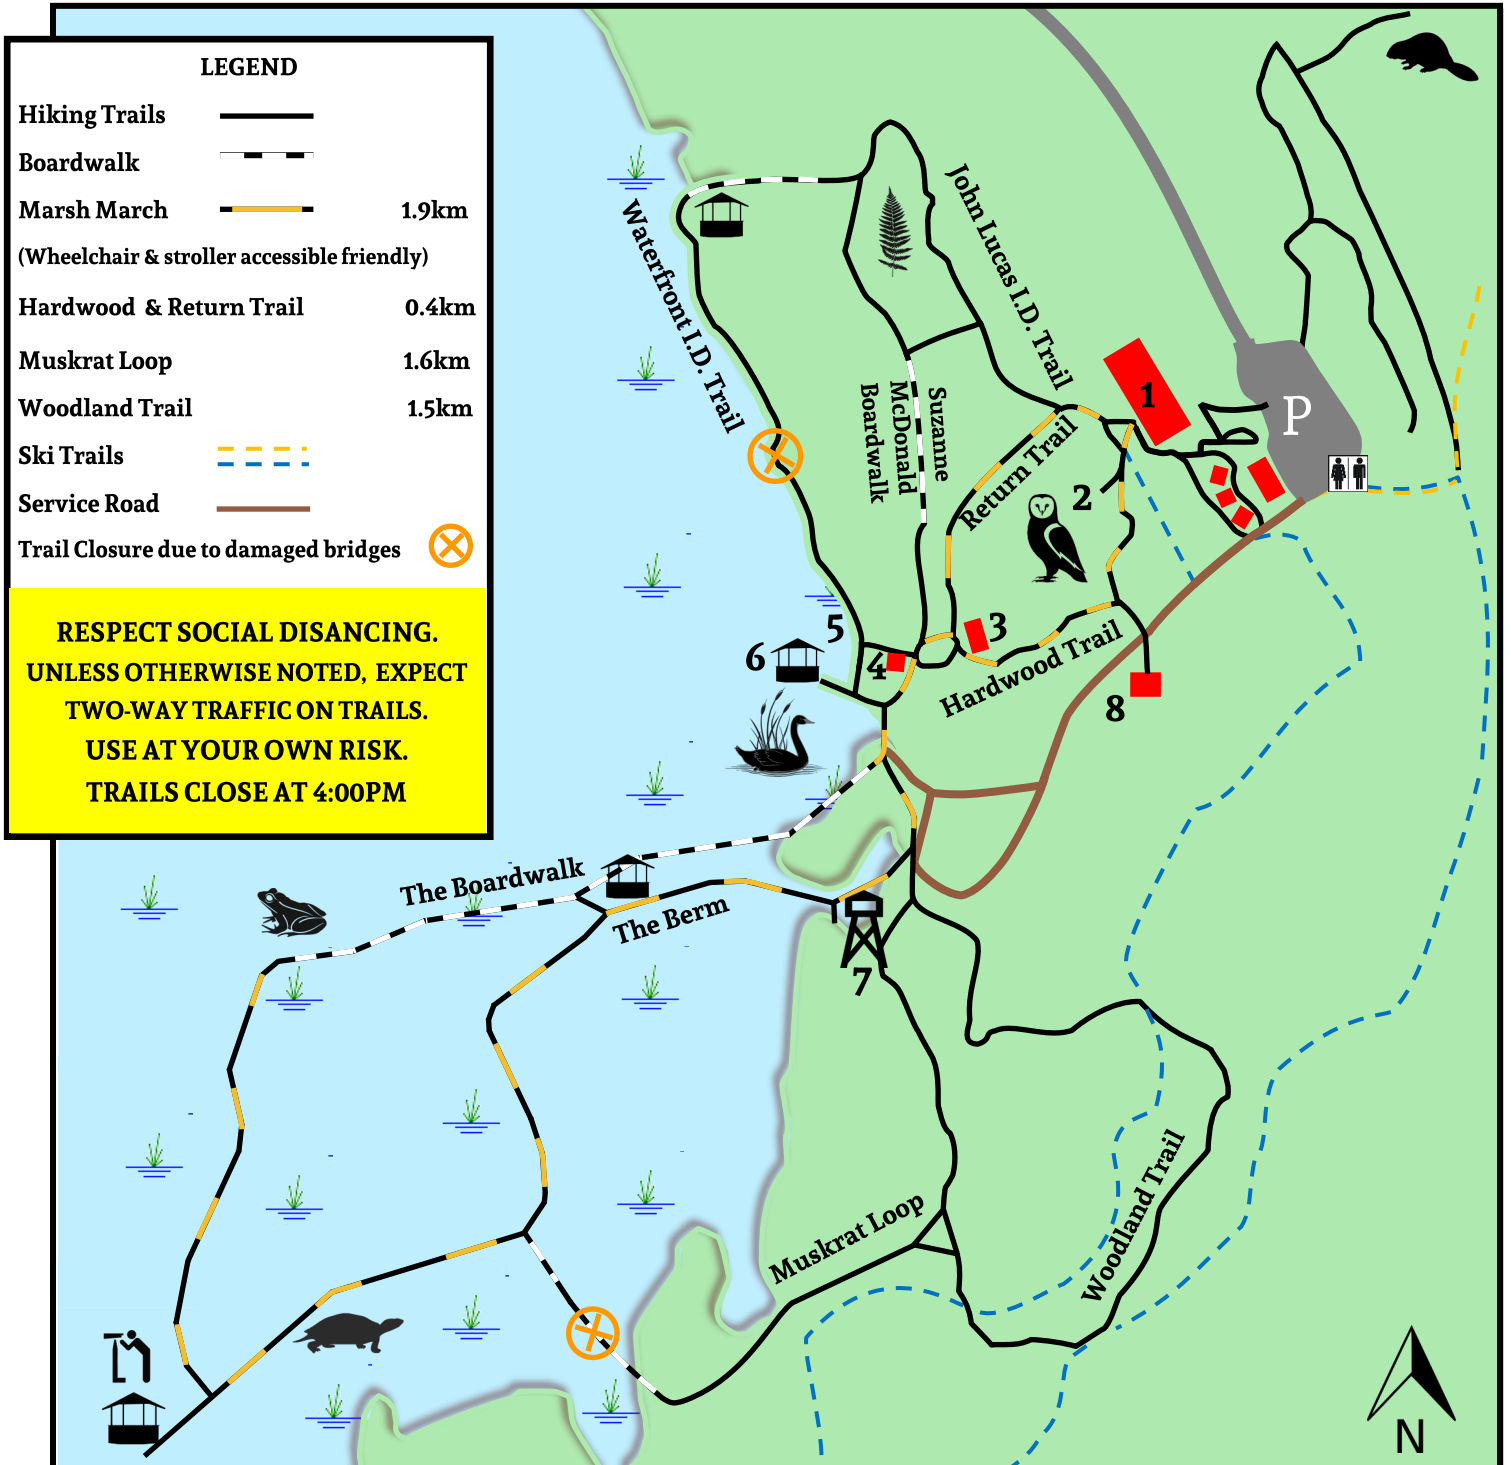 LEGEND
Hiking Trails
Boardwalk
Marsh March 1.9km
(Wheelchair & stroller accessible friendly)
Hardwood & Return Trail 0.4km
Muskrat Loop 1.6km
Woodland Trail 1.5km
Ski Trails
Service Road
Trail Closure due to damaged bridges
RESPECT SOCIAL DISANCING.
UNLESS OTHERWISE NOTED, EXPECT
TWO-WAY TRAFFIC ON TRAILS.
USE AT YOUR OWN RISK.
TRAILS CLOSE AT 4:00PM
Waterfront I.D. Trail
John Lucas I.D. Trail
Suzanne
McDonald
Boardwalk
Return Trail
Hardwood Trail
1
P
2
3
4
5
6
8
The Boardwalk
The Berm
7
Muskrat Loop
Woodland Trail
N